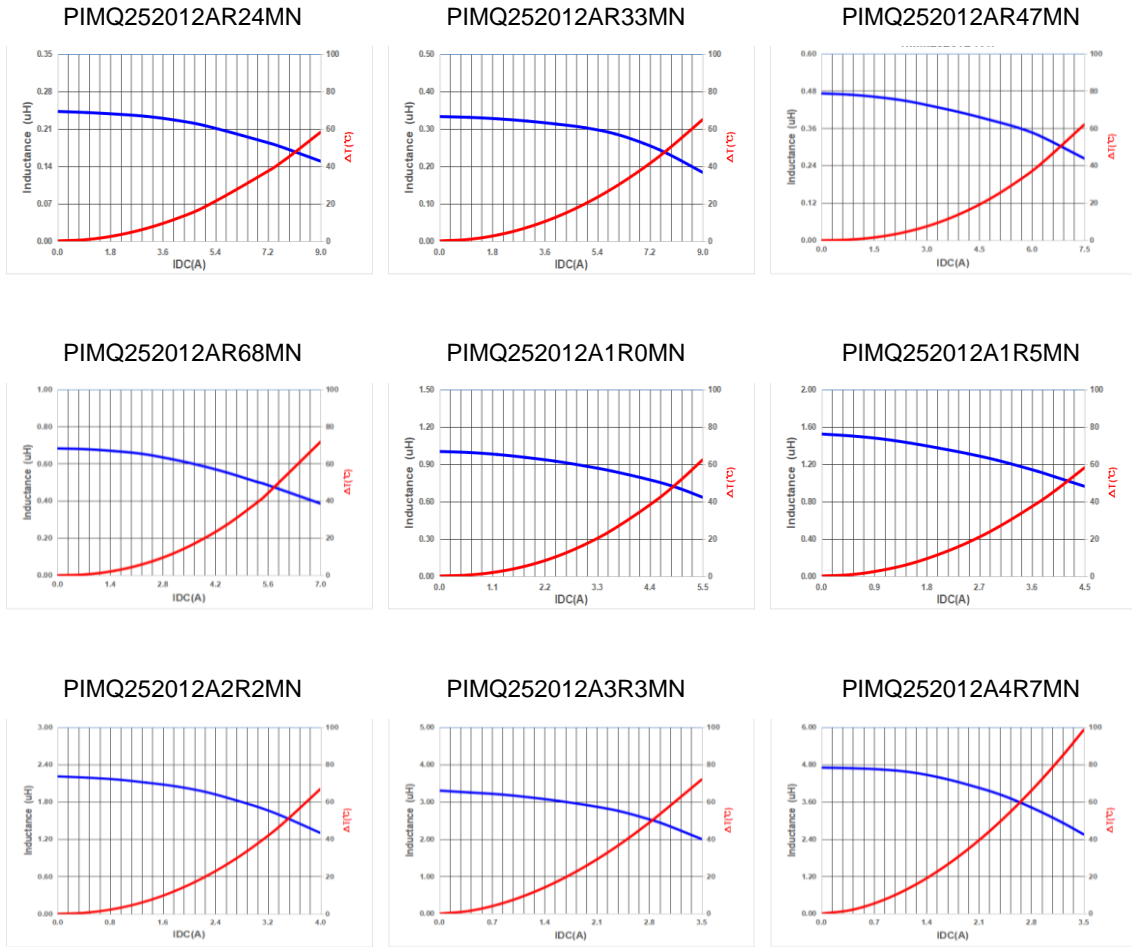 PIMQ252012AR24MN
0.35
0.28
0.21
0.14
0.07
0.00
Inductance (uH)
100
80
60
40
20
0
ΔT(℃)
0.0 1.8 3.6 5.4 7.2 9.0
IDC(A)
PIMQ252012AR33MN
0.50
0.40
0.30
0.20
0.10
0.00
Inductance (uH)
100
80
60
40
20
0
ΔT(℃)
0.0 1.8 3.6 5.4 7.2 9.0
IDC(A)
PIMQ252012AR47MN
0.60
0.48
0.36
0.24
0.12
0.00
Inductance (uH)
100
80
60
40
20
0
ΔT(℃)
0.0 1.5 3.0 4.5 6.0 7.5
IDC(A)
PIMQ252012AR68MN
1.00
0.80
0.60
0.40
0.20
0.00
Inductance (uH)
100
80
60
40
20
0
ΔT(℃)
0.0 1.4 2.8 4.2 5.6 7.0
IDC(A)
PIMQ252012A1R0MN
1.50
1.20
0.90
0.60
0.30
0.00
Inductance (uH)
100
80
60
40
20
0
ΔT(℃)
0.0 1.1 2.2 3.3 4.4 5.5
IDC(A)
PIMQ252012A1R5MN
2.00
1.60
1.20
0.80
0.40
0.00
Inductance (uH)
100
80
60
40
20
0
ΔT(℃)
0.0 0.9 1.8 2.7 3.6 4.5
IDC(A)
PIMQ252012A2R2MN
3.00
2.40
1.80
1.20
0.60
0.00
Inductance (uH)
100
80
60
40
20
0
ΔT(℃)
0.0 0.8 1.6 2.4 3.2 4.0
IDC(A)
PIMQ252012A3R3MN
5.00
4.00
3.00
2.00
1.00
0.00
Inductance (uH)
100
80
60
40
20
0
ΔT(℃)
0.0 0.7 1.4 2.1 2.8 3.5
IDC(A)
PIMQ252012A4R7MN
6.00
4.80
3.60
2.40
1.20
0.00
Inductance (uH)
100
80
60
40
20
0
ΔT(℃)
0.0 0.7 1.4 2.1 2.8 3.5
IDC(A)